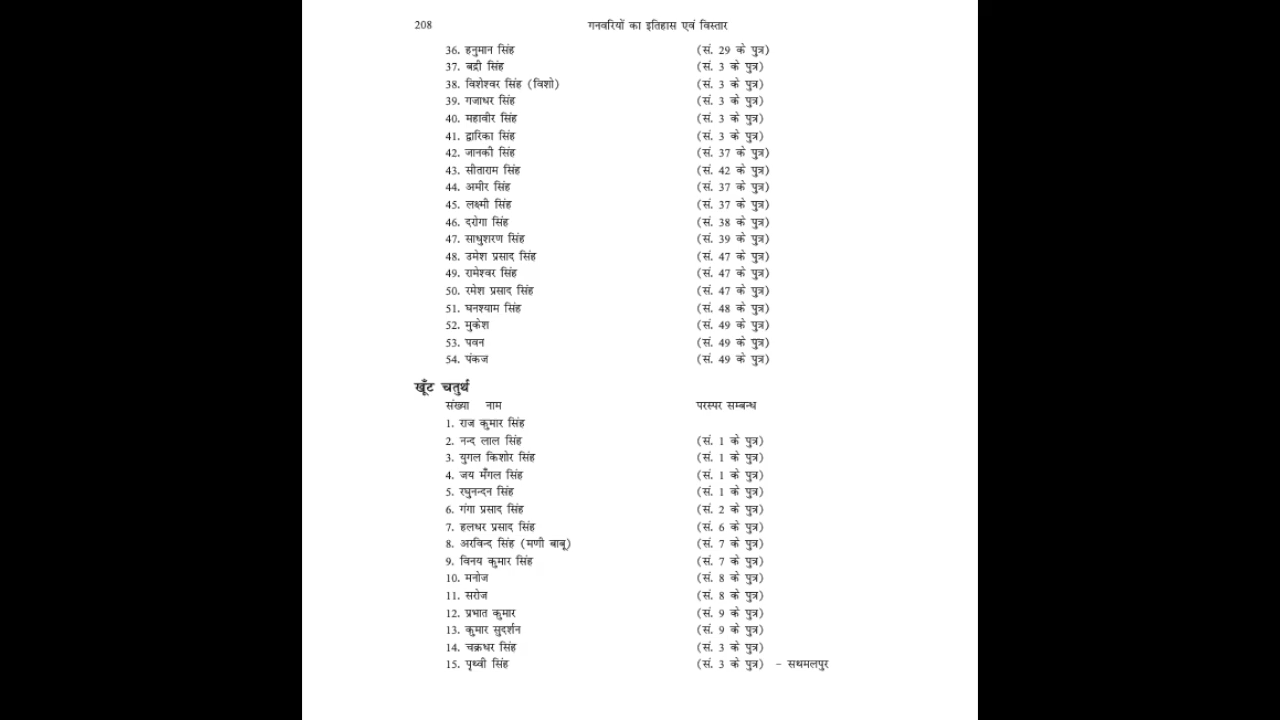 208 गनवरियों का इतिहास एवं विस्तार
36. हनुमान सिंह (सं. 29 के पुत्र)
37. बद्री सिंह (सं. 3 के पुत्र)
38. विशेश्वर सिंह (विशो) (सं. 3 के पुत्र)
39. गजाधर सिंह (सं. 3 के पुत्र)
40. महावीर सिंह (सं. 3 के पुत्र)
41. द्वारिका सिंह (सं. 3 के पुत्र)
42. जानकी सिंह (सं. 37 के पुत्र)
43. सीताराम सिंह (सं. 42 के पुत्र)
44. अमीर सिंह (सं. 37 के पुत्र)
45. लक्ष्मी सिंह (सं. 37 के पुत्र)
46. दरोगा सिंह (सं. 38 के पुत्र)
47. साधुशरण सिंह (सं. 39 के पुत्र)
48. उमेश प्रसाद सिंह (सं. 47 के पुत्र)
49. रामेश्वर सिंह (सं. 47 के पुत्र)
50. रमेश प्रसाद सिंह (सं. 47 के पुत्र)
51. घनश्याम सिंह (सं. 48 के पुत्र)
52. मुकेश (सं. 49 के पुत्र)
53. पवन (सं. 49 के पुत्र)
54. पंकज (सं. 49 के पुत्र)
खूँट चतुर्थ
संख्या नाम परस्पर सम्बन्ध
1. राज कुमार सिंह
2. नन्द लाल सिंह (सं. 1 के पुत्र)
3. युगल किशोर सिंह (सं. 1 के पुत्र)
4. जय मँगल सिंह (सं. 1 के पुत्र)
5. रघुनन्दन सिंह (सं. 1 के पुत्र)
6. गंगा प्रसाद सिंह (सं. 2 के पुत्र)
7. हलधर प्रसाद सिंह (सं. 6 के पुत्र)
8. अरविन्द सिंह (मणी बाबू) (सं. 7 के पुत्र)
9. विनय कुमार सिंह (सं. 7 के पुत्र)
10. मनोज (सं. 8 के पुत्र)
11. सरोज (सं. 8 के पुत्र)
12. प्रभात कुमार (सं. 9 के पुत्र)
13. कुमार सुदर्शन (सं. 9 के पुत्र)
14. चक्रधर सिंह (सं. 3 के पुत्र)
15. पृथ्वी सिंह (सं. 3 के पुत्र) - सथमलपुर